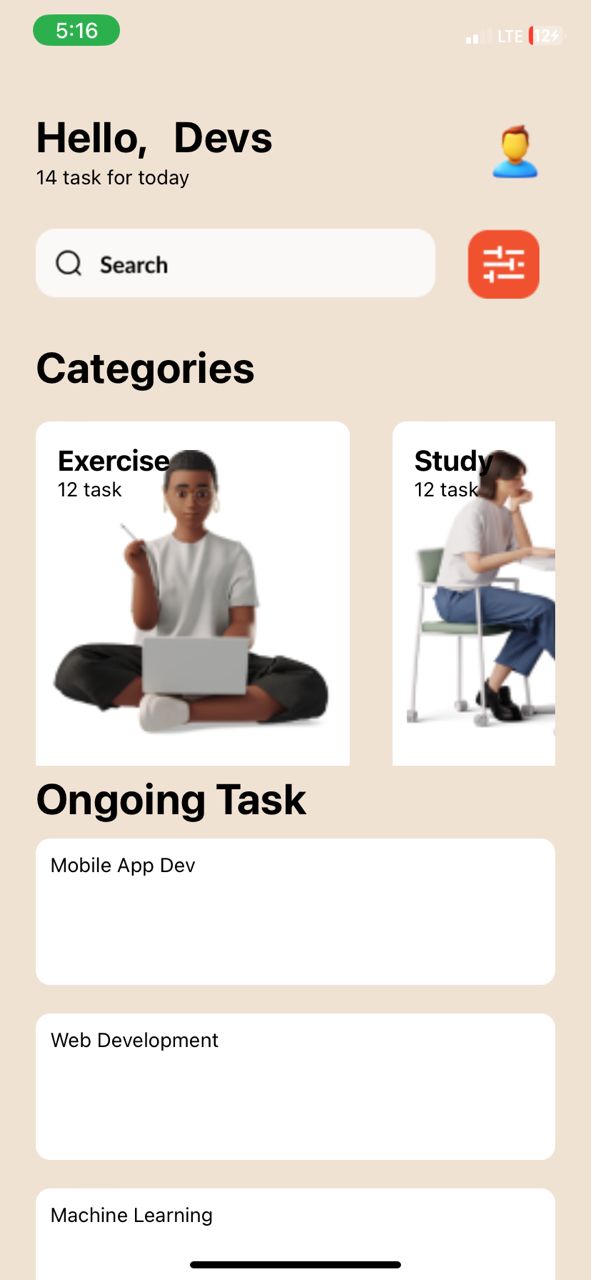 5:16
LTE 12
Hello, Devs
14 task for today
Search
Categories
Exercise
12 task
Study
12 task
Ongoing Task
Mobile App Dev
Web Development
Machine Learning